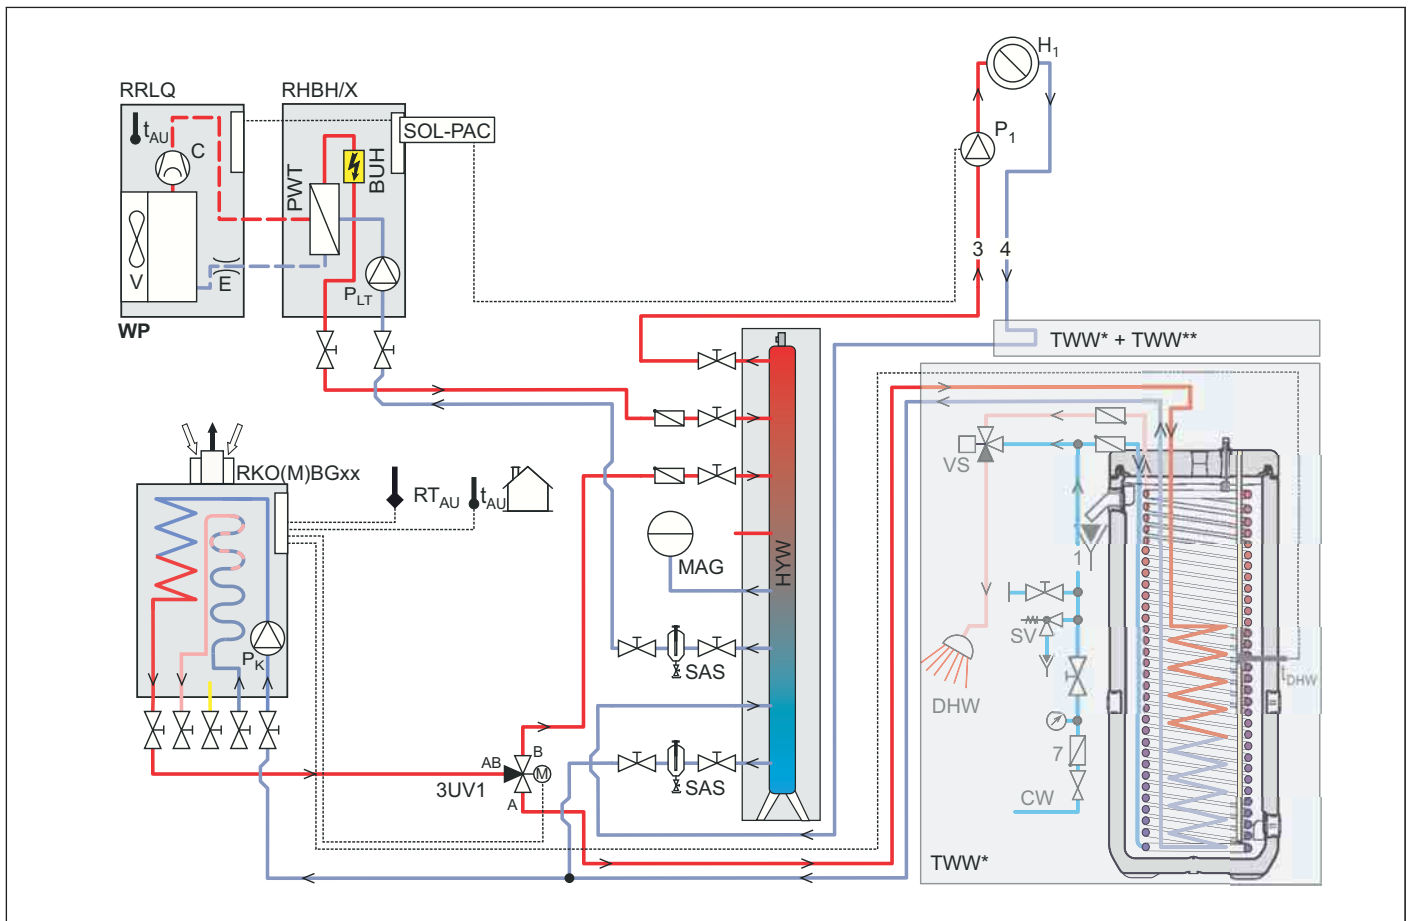 RRLQ
RHBH/X
H1
SOL-PAC
P1
tAU
C
PWT
BUH
V
E
PLT
WP
3
4
TWW* + TWW**
RKO(M)BGxx
RTAU
tAU
VS
MAG
HYW
1
SV
PK
SAS
tDHW
DHW
B
AB
M
3UV1
A
SAS
7
CW
TWW*